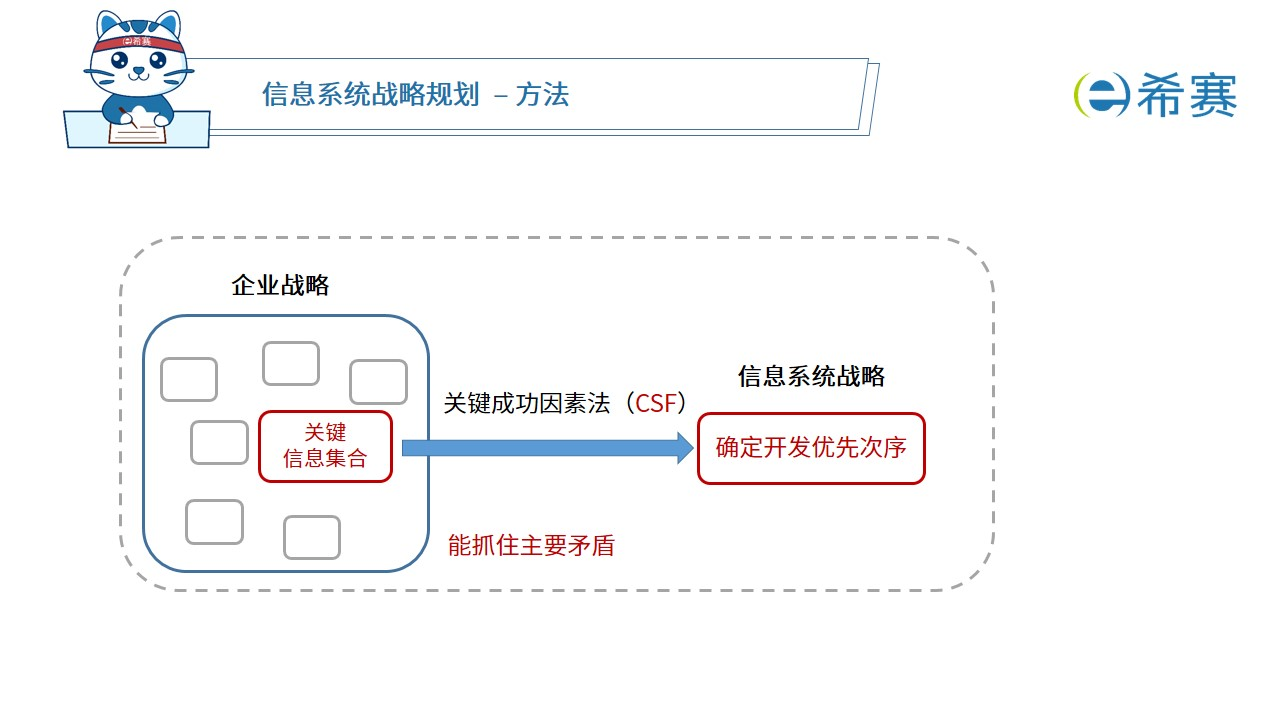 希赛
信息系统战略规划 – 方法
希赛
企业战略
关键
信息集合
关键成功因素法（CSF）
能抓住主要矛盾
信息系统战略
确定开发优先次序